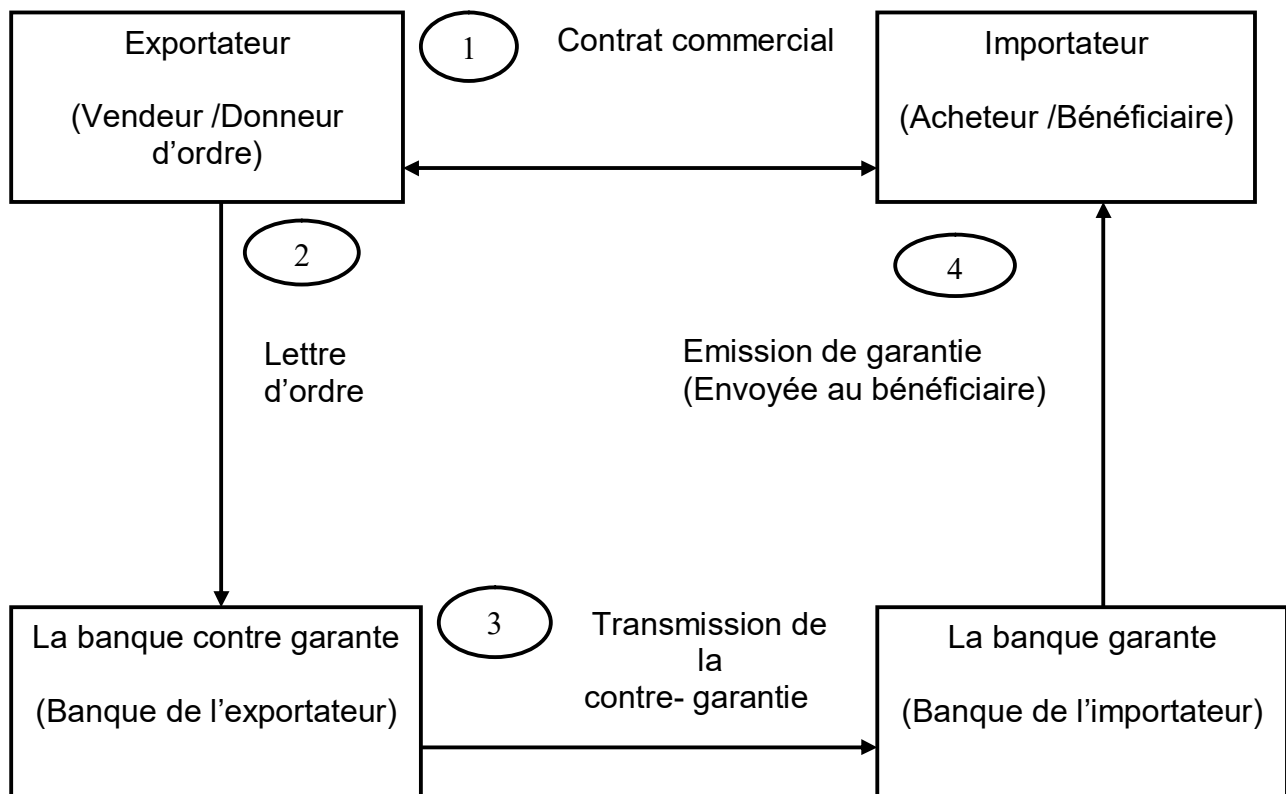 Exportateur
(Vendeur /Donneur
d’ordre)
1
Contrat commercial
Importateur
(Acheteur /Bénéficiaire)
2
Lettre
d’ordre
4
Emission de garantie
(Envoyée au bénéficiaire)
La banque contre garante
(Banque de l’exportateur)
3
Transmission de
la
contre- garantie
La banque garante
(Banque de l’importateur)